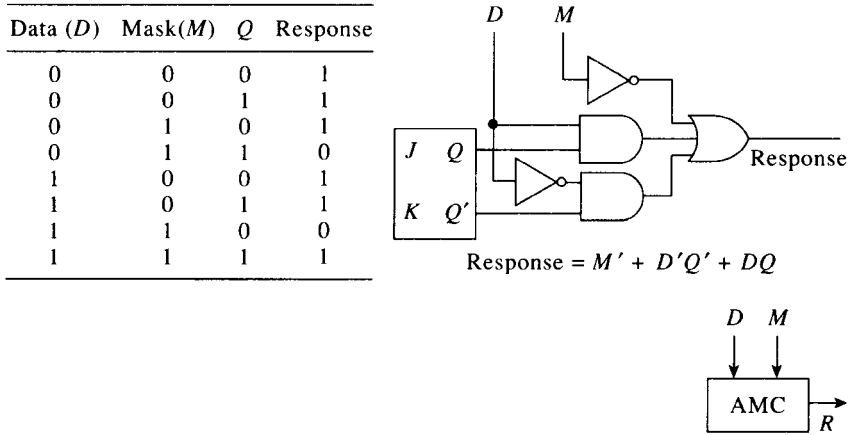 Data (D) Mask(M) Q Response
0 0 0 1
0 0 1 1
0 1 0 1
0 1 1 0
1 0 0 1
1 0 1 1
1 1 0 0
1 1 1 1
D M
J Q
K Q'
Response
Response = M' + D'Q' + DQ
D M
AMC
R